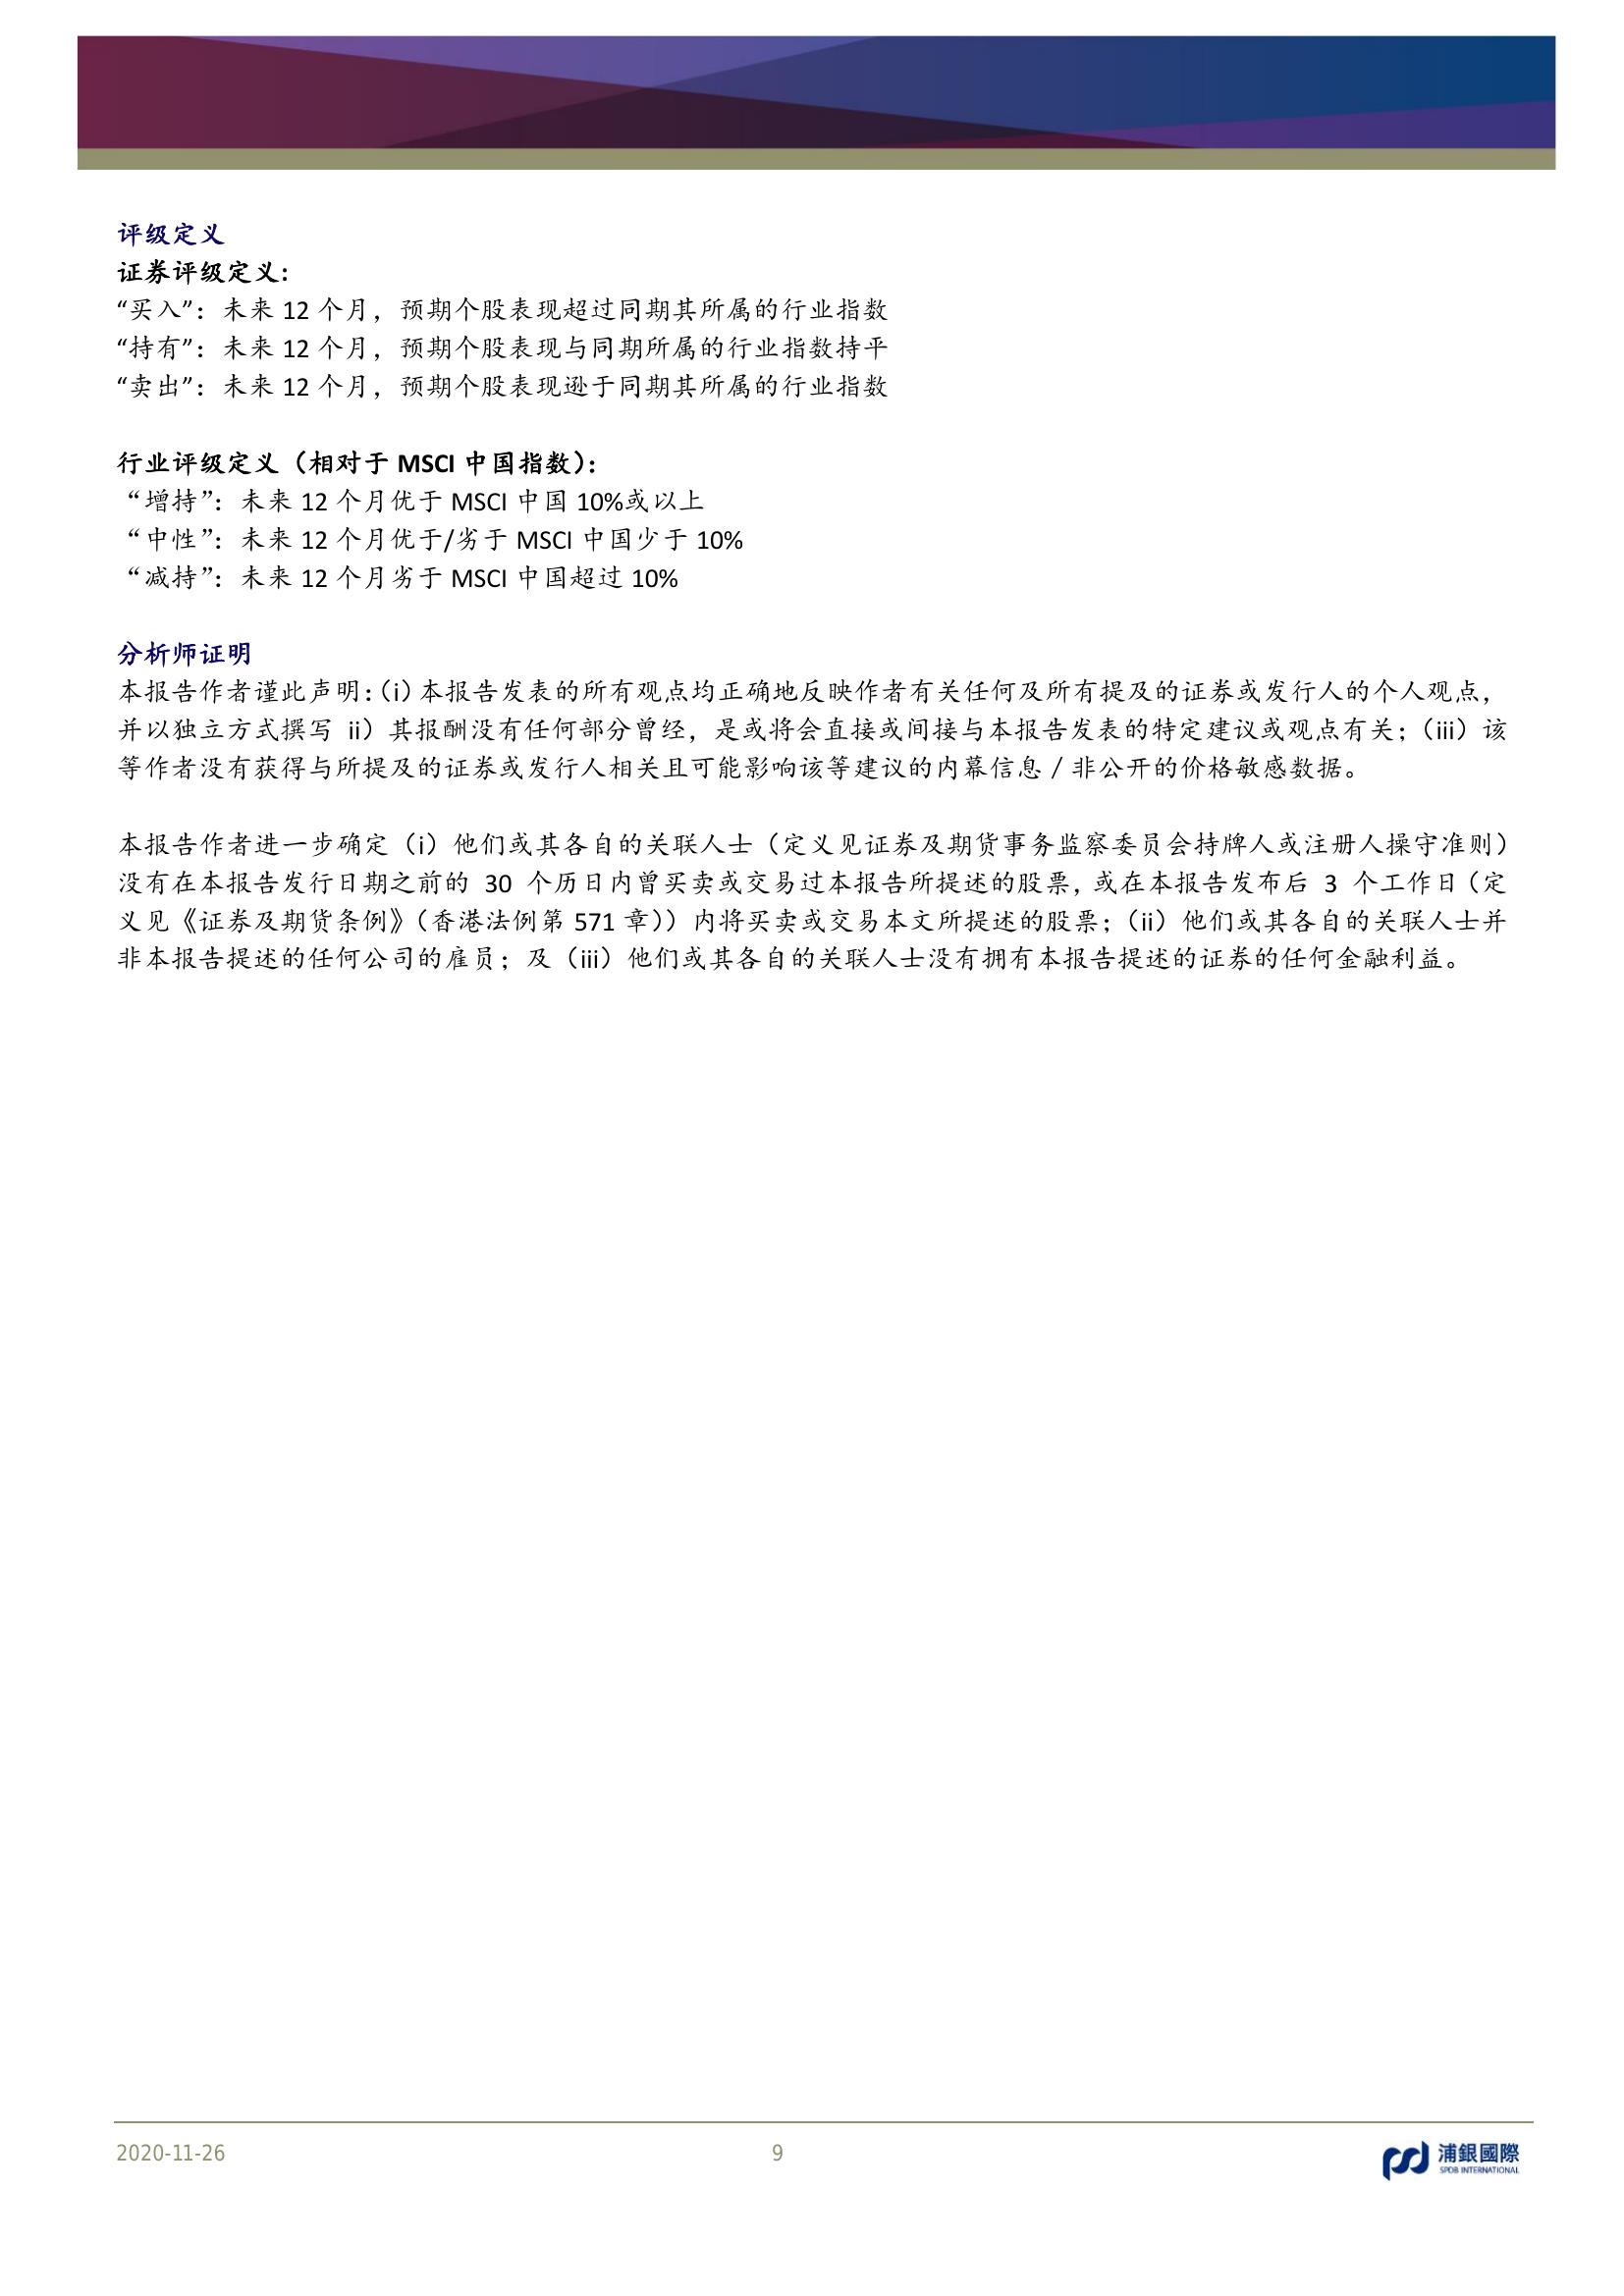 评级定义
证券评级定义：
“买入”：未来 12 个月，预期个股表现超过同期其所属的行业指数
“持有”：未来 12 个月，预期个股表现与同期所属的行业指数持平
“卖出”：未来 12 个月，预期个股表现逊于同期其所属的行业指数
行业评级定义（相对于 MSCI 中国指数）：
“增持”：未来 12 个月优于 MSCI 中国 10%或以上
“中性”：未来 12 个月优于/劣于 MSCI 中国少于 10%
“减持”：未来 12 个月劣于 MSCI 中国超过 10%
分析师证明
本报告作者谨此声明：（i）本报告发表的所有观点均正确地反映作者有关任何及所有提及的证券或发行人的个人观点，
并以独立方式撰写 ii）其报酬没有任何部分曾经，是或将会直接或间接与本报告发表的特定建议或观点有关；（iii）该
等作者没有获得与所提及的证券或发行人相关且可能影响该等建议的内幕信息／非公开的价格敏感数据。
本报告作者进一步确定（i）他们或其各自的关联人士（定义见证券及期货事务监察委员会持牌人或注册人操守准则）
没有在本报告发行日期之前的 30 个历日内曾买卖或交易过本报告所提述的股票，或在本报告发布后 3 个工作日（定
义见《证券及期货条例》（香港法例第 571 章））内将买卖或交易本文所提述的股票；（ii）他们或其各自的关联人士并
非本报告提述的任何公司的雇员；及（iii）他们或其各自的关联人士没有拥有本报告提述的证券的任何金融利益。
2020-11-26
9
浦銀國際
SPDB INTERNATIONAL